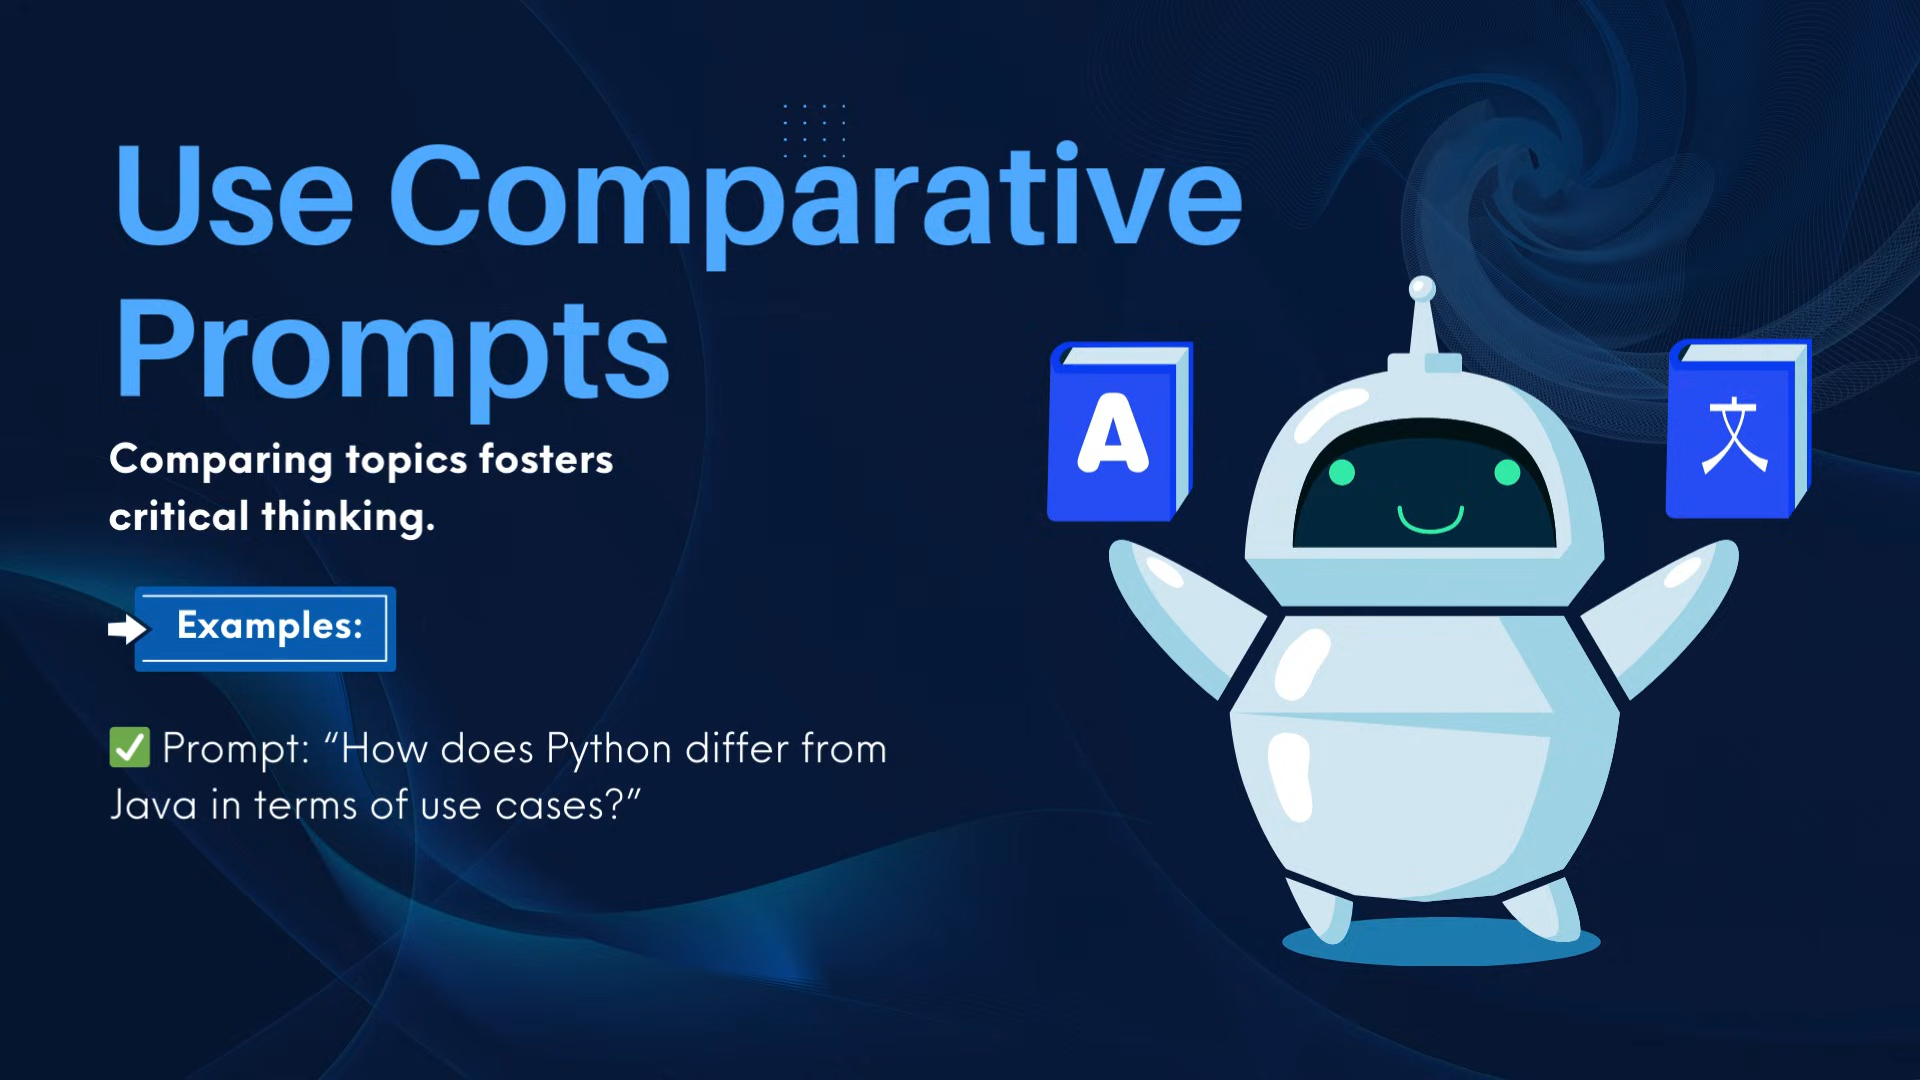 Use Comparative
Prompts
Comparing topics fosters
critical thinking.
Examples:
✅ Prompt: “How does Python differ from
Java in terms of use cases?”
A
文